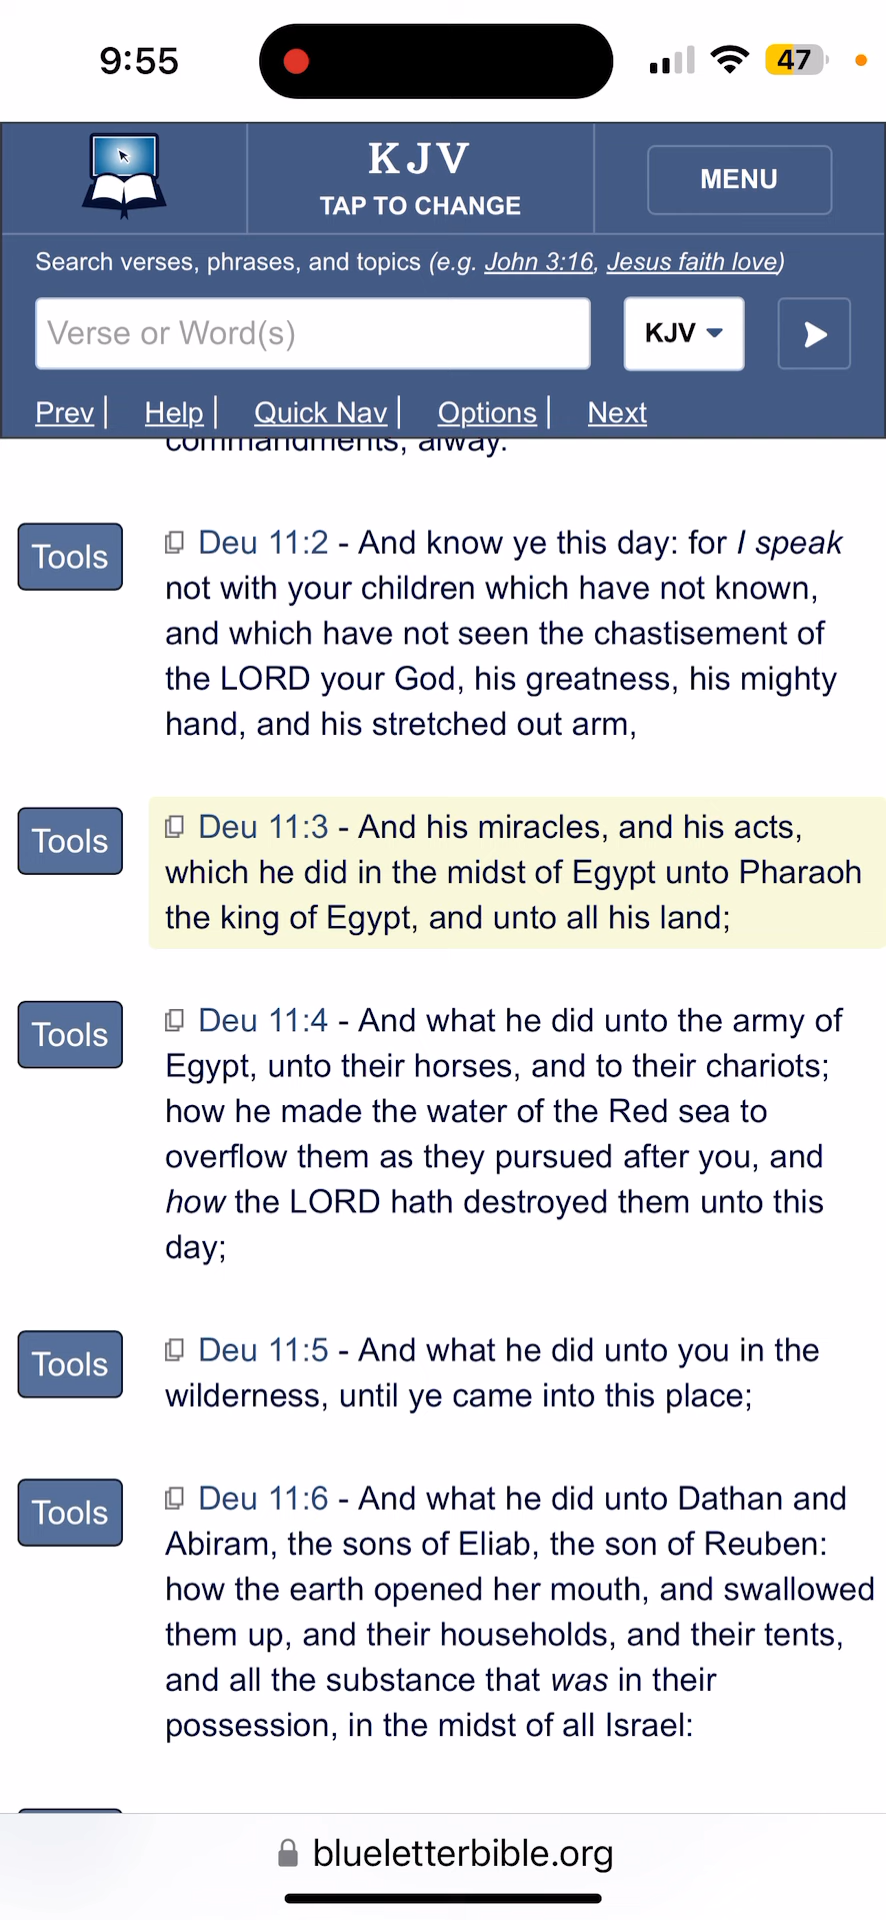 9:55
47
KJV
TAP TO CHANGE
MENU
Search verses, phrases, and topics (e.g. John 3:16, Jesus faith love)
Verse or Word(s)
KJV
Prev | Help | Quick Nav | Options | Next
commandments, alway.
Tools
Deu 11:2 - And know ye this day: for I speak
not with your children which have not known,
and which have not seen the chastisement of
the LORD your God, his greatness, his mighty
hand, and his stretched out arm,
Tools
Deu 11:3 - And his miracles, and his acts,
which he did in the midst of Egypt unto Pharaoh
the king of Egypt, and unto all his land;
Tools
Deu 11:4 - And what he did unto the army of
Egypt, unto their horses, and to their chariots;
how he made the water of the Red sea to
overflow them as they pursued after you, and
how the LORD hath destroyed them unto this
day;
Tools
Deu 11:5 - And what he did unto you in the
wilderness, until ye came into this place;
Tools
Deu 11:6 - And what he did unto Dathan and
Abiram, the sons of Eliab, the son of Reuben:
how the earth opened her mouth, and swallowed
them up, and their households, and their tents,
and all the substance that was in their
possession, in the midst of all Israel:
blueletterbible.org